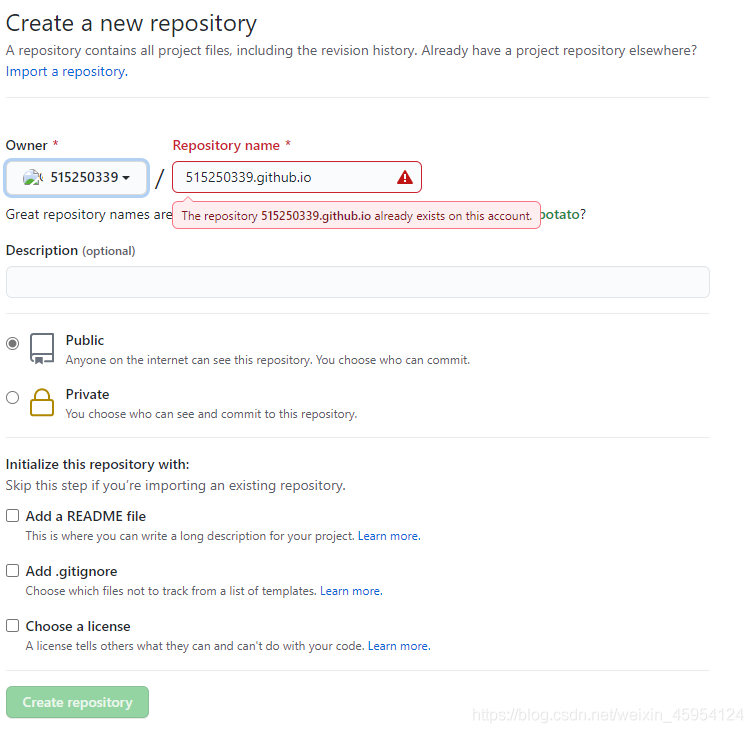 Create a new repository
A repository contains all project files, including the revision history. Already have a project repository elsewhere?
Import a repository.
Owner *
Repository name *
515250339
/
515250339.github.io
Great repository names are
The repository 515250339.github.io already exists on this account.
potato?
Description (optional)
Public
Anyone on the internet can see this repository. You choose who can commit.
Private
You choose who can see and commit to this repository.
Initialize this repository with:
Skip this step if you're importing an existing repository.
Add a README file
This is where you can write a long description for your project. Learn more.
Add .gitignore
Choose which files not to track from a list of templates. Learn more.
Choose a license
A license tells others what they can and can't do with your code. Learn more.
Create repository
https://blog.csdn.net/weixin_45954124